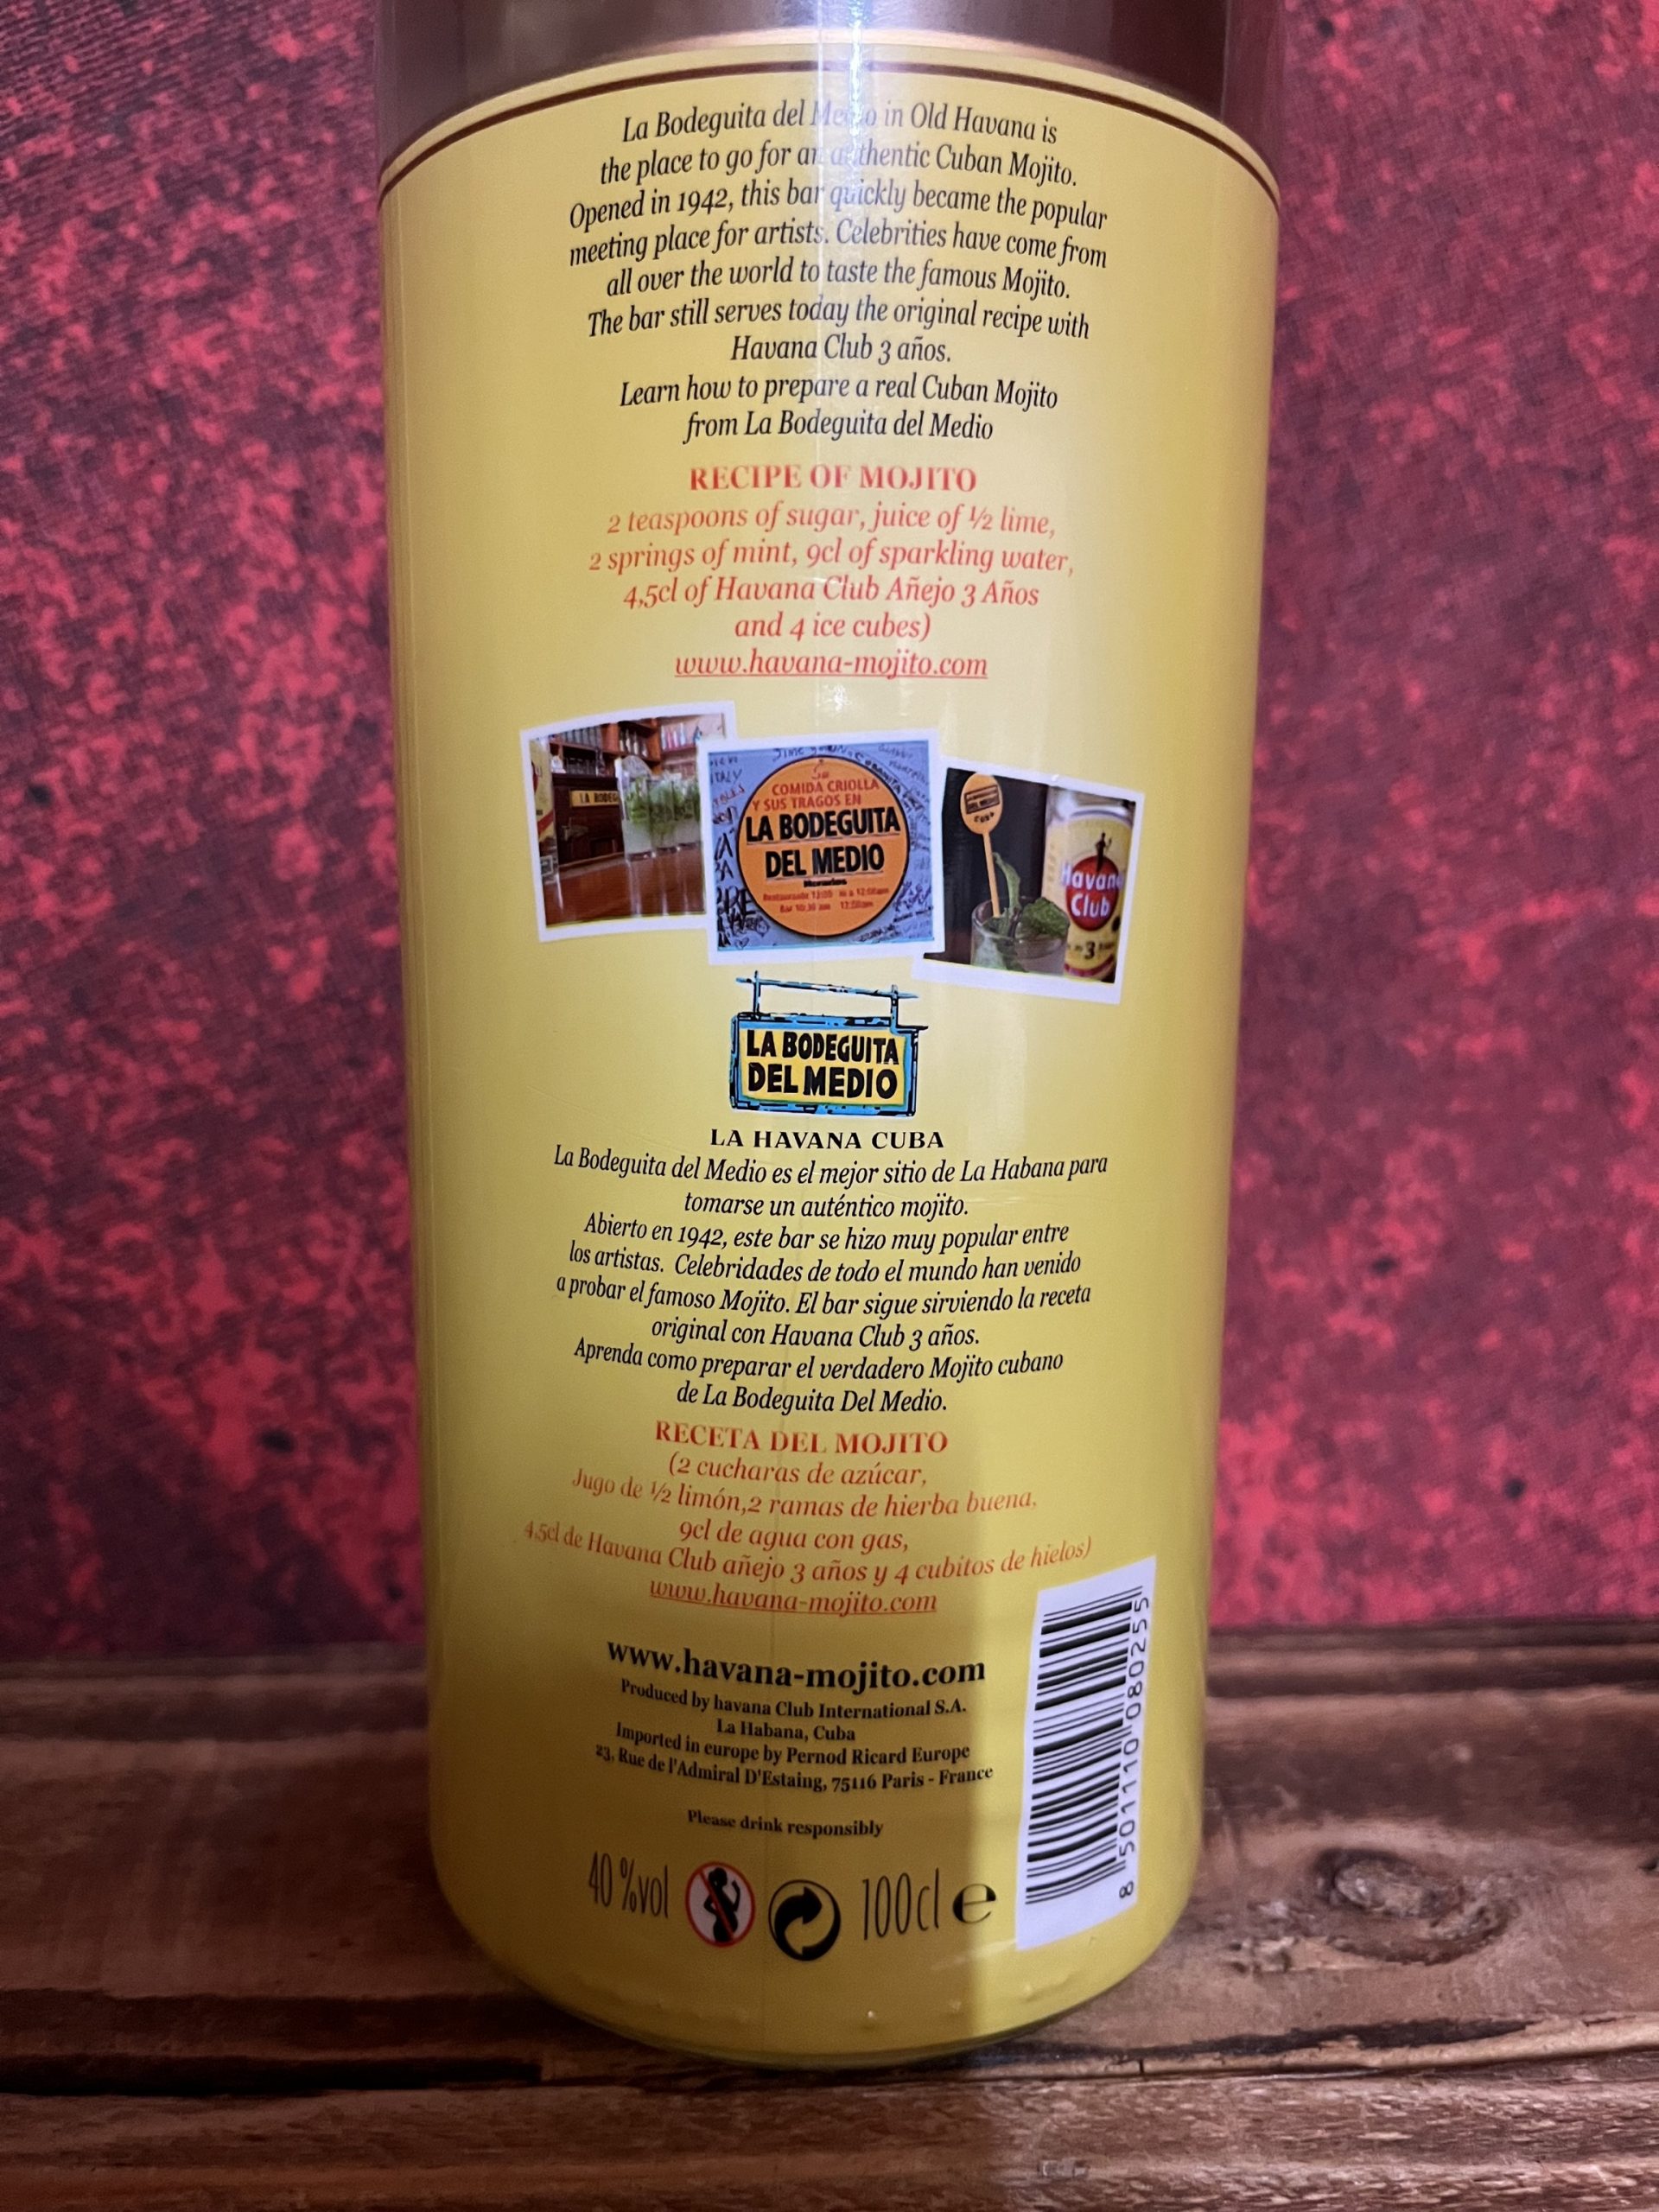 La Bodeguita del Medio in Old Havana is
the place to go for an authentic Cuban Mojito.
Opened in 1942, this bar quickly became the popular
meeting place for artists. Celebrities have come from
all over the world to taste the famous Mojito.
The bar still serves today the original recipe with
Havana Club 3 años.
Learn how to prepare a real Cuban Mojito
from La Bodeguita del Medio
RECIPE OF MOJITO
2 teaspoons of sugar, juice of ½ lime,
2 springs of mint, 9cl of sparkling water,
4,5cl of Havana Club Añejo 3 Años
and 4 ice cubes)
www.havana-mojito.com
LA BODEG
ITALY
COMIDA CRIOLLA
Y SUS TRAGOS EN
LA BODEGUITA
DEL MEDIO
CUBA
Havana
Club
3
LA BODEGUITA
DEL MEDIO
LA HAVANA CUBA
La Bodeguita del Medio es el mejor sitio de La Habana para
tomarse un auténtico mojito.
Abierto en 1942, este bar se hizo muy popular entre
los artistas. Celebridades de todo el mundo han venido
a probar el famoso Mojito. El bar sigue sirviendo la receta
original con Havana Club 3 años.
Aprenda como preparar el verdadero Mojito cubano
de La Bodeguita Del Medio.
RECETA DEL MOJITO
(2 cucharas de azúcar,
Jugo de ½ limón,2 ramas de hierba buena,
9cl de agua con gas,
4,5cl de Havana Club añejo 3 años y 4 cubitos de hielos)
www.havana-mojito.com
www.havana-mojito.com
Produced by havana Club International S.A.
La Habana, Cuba
Imported in europe by Pernod Ricard Europe
23, Rue de l'Admiral D'Estaing, 75116 Paris - France
Please drink responsibly
40 %vol 100cl e
8 501110 080255